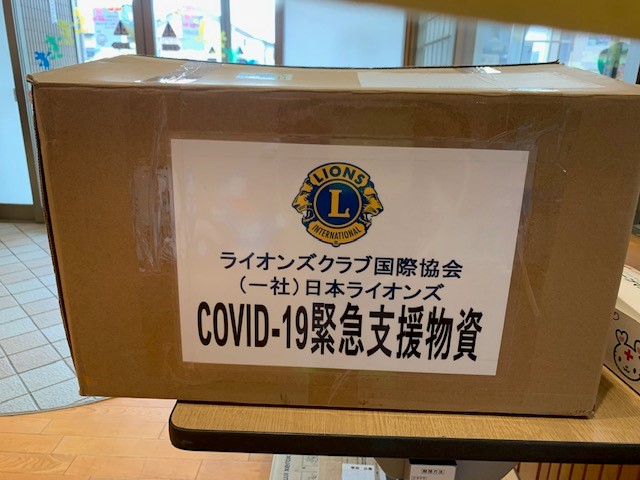 LIONS
L
INTERNATIONAL
ライオンズクラブ国際協会
(一社)日本ライオンズ
COVID-19緊急支援物資